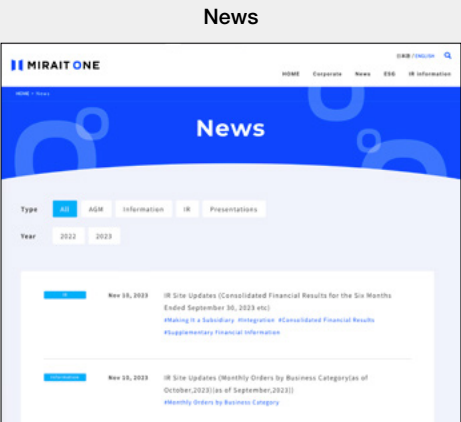 News
MIRAIT ONE
日本語 / ENGLISH
HOME Corporate News ESG IR information
HOME > News
News
Type All AGM Information IR Presentations
Year 2022 2023
IR Nov 10, 2023 IR Site Updates (Consolidated Financial Results for the Six Months
Ended September 30, 2023 etc)
#Making It a Subsidiary #Integration #Consolidated Financial Results
#Supplementary Financial Information
Information Nov 10, 2023 IR Site Updates (Monthly Orders by Business Category(as of
October,2023)(as of September,2023))
#Monthly Orders by Business Category